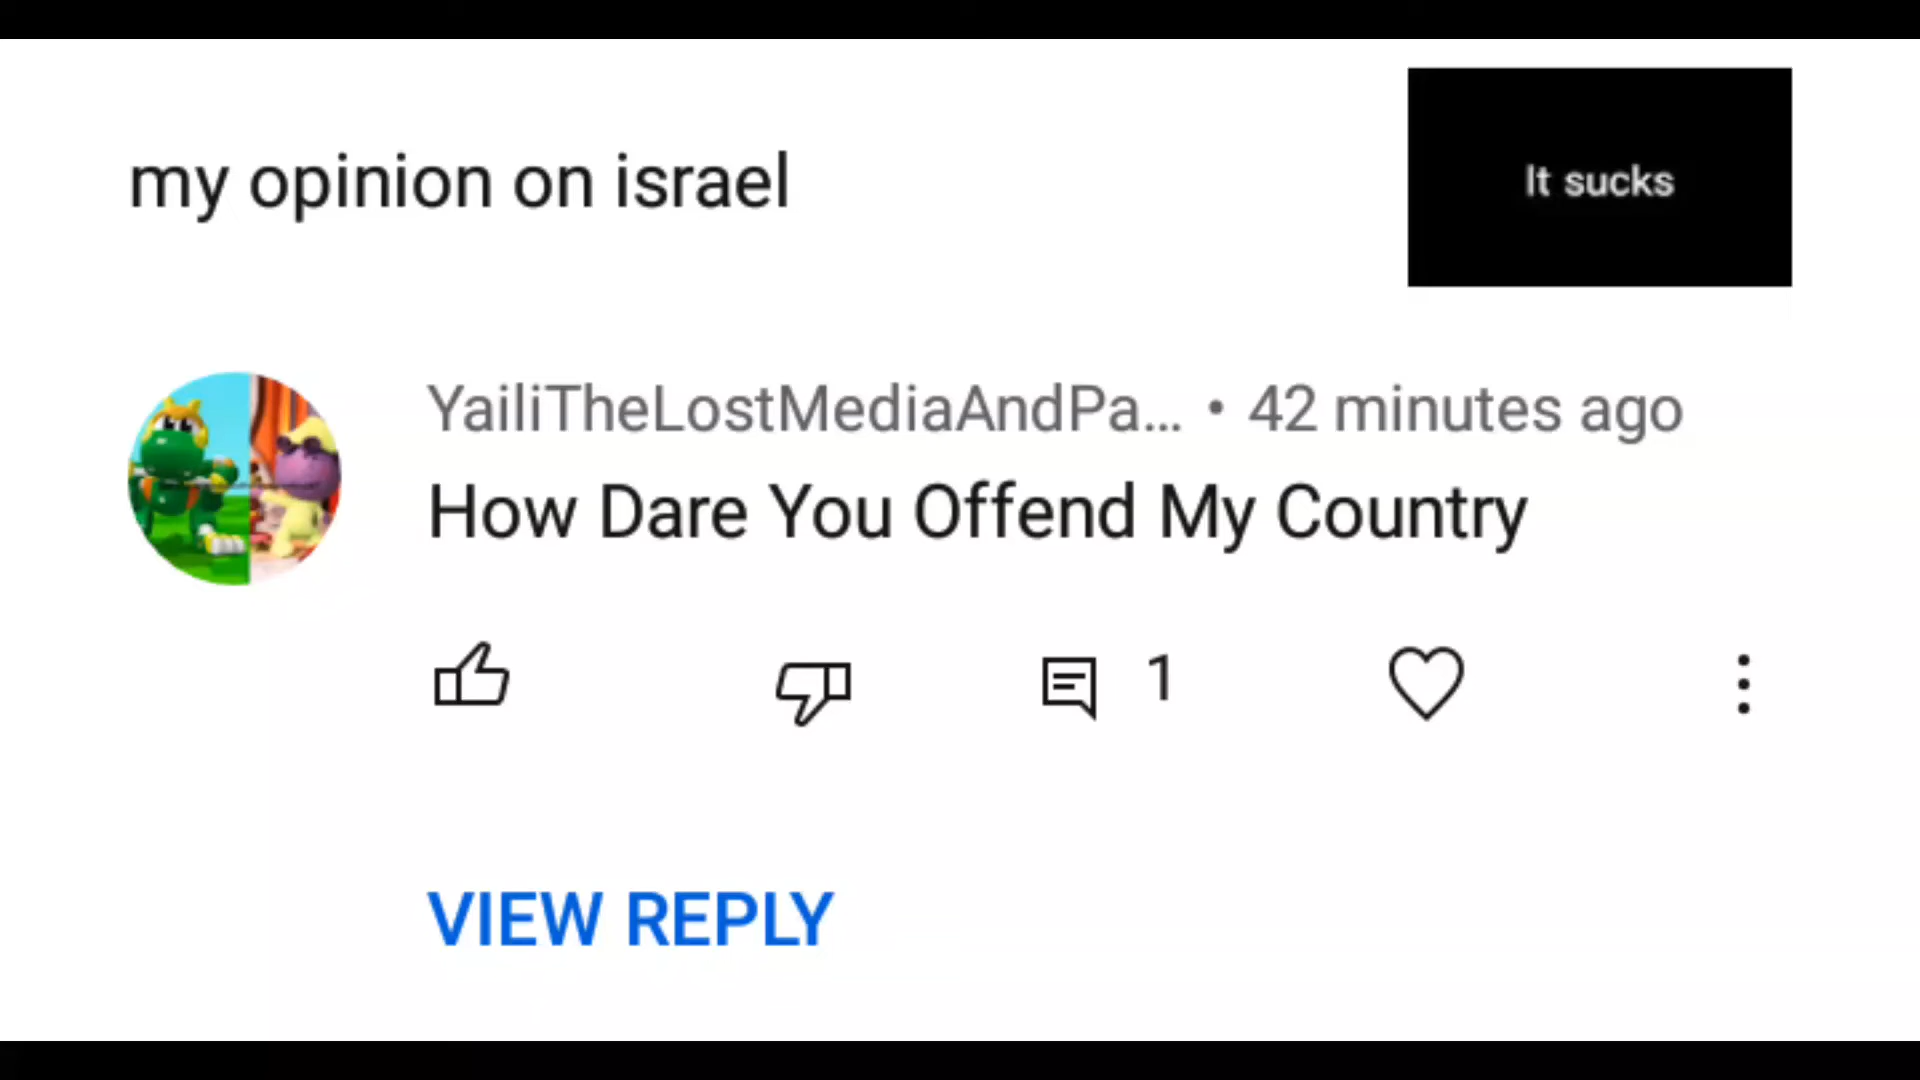 my opinion on israel
It sucks
YailiTheLostMediaAndPa... • 42 minutes ago
How Dare You Offend My Country
1
VIEW REPLY